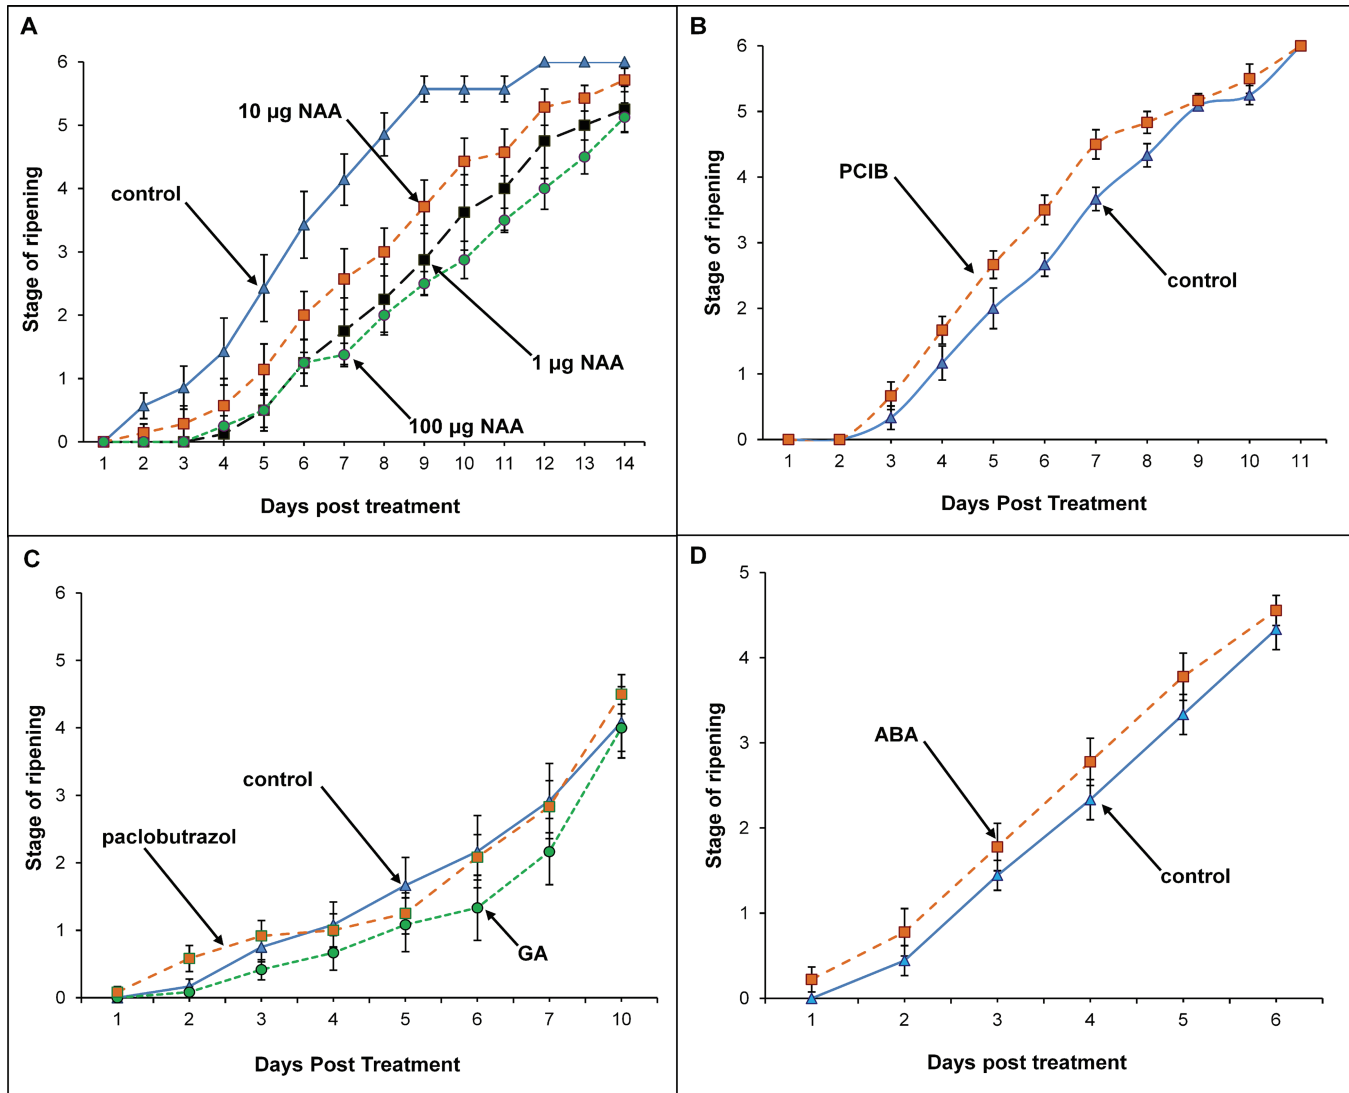 A
6
5
4
3
2
1
0
Stage of ripening
10 µg NAA
control
1 µg NAA
100 µg NAA
1 2 3 4 5 6 7 8 9 10 11 12 13 14
Days post treatment
B
6
5
4
3
2
1
0
Stage of ripening
PCIB
control
1 2 3 4 5 6 7 8 9 10 11
Days Post Treatment
C
6
5
4
3
2
1
0
Stage of ripening
control
paclobutrazol
GA
1 2 3 4 5 6 7 10
Days Post Treatment
D
5
4
3
2
1
0
Stage of ripening
ABA
control
1 2 3 4 5 6
Days post treatment